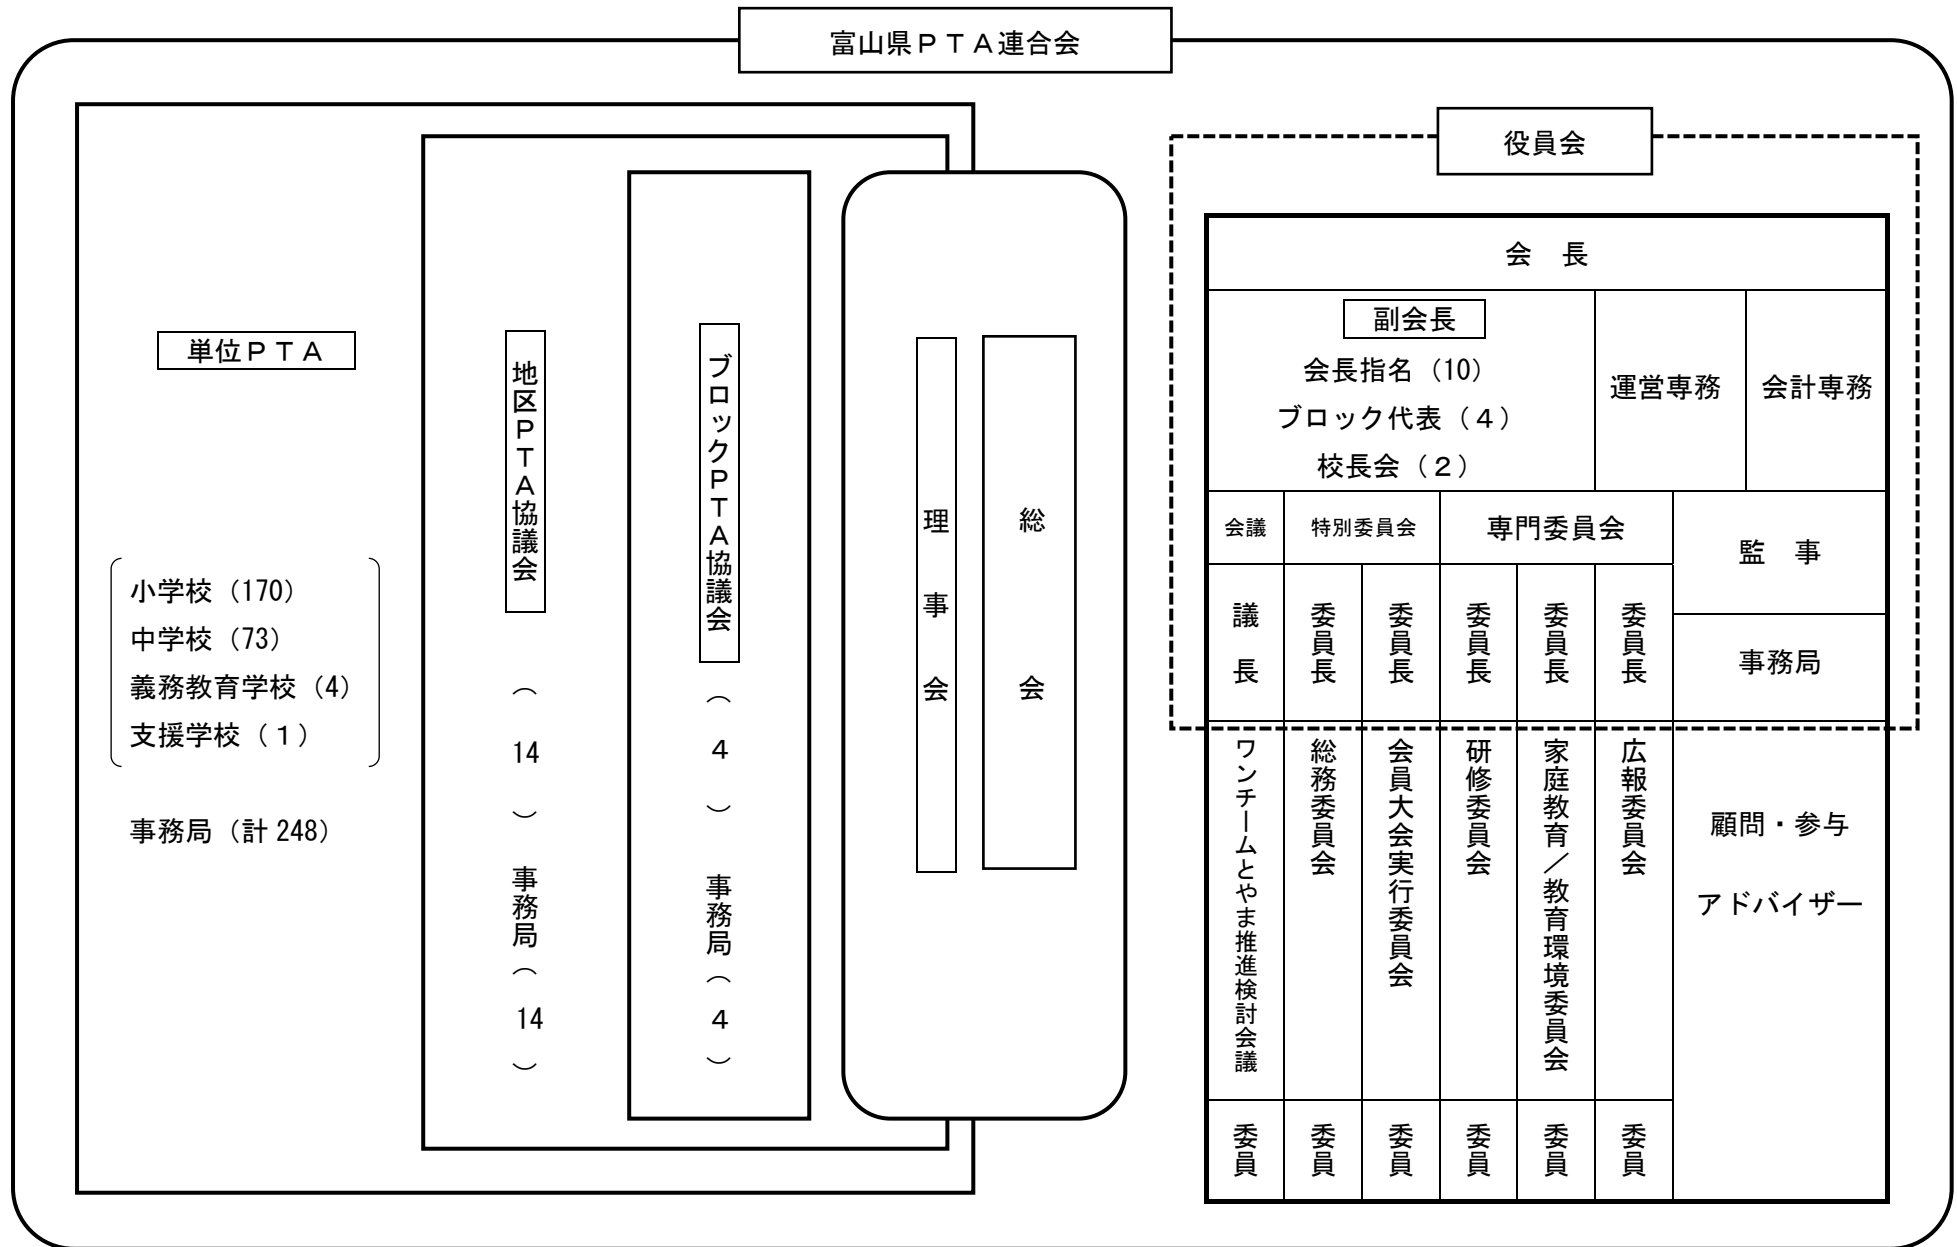 富山県ＰＴＡ連合会
単位ＰＴＡ
小学校（170）
中学校（73）
義務教育学校（4）
支援学校（１）
事務局（計 248）
地区ＰＴＡ協議会
（14）事務局（14）
ブロックＰＴＡ協議会
（４）事務局（４）
理事会
総会
役員会
会　長
副会長
会長指名（10）
ブロック代表（４）
校長会（２）
運営専務
会計専務
会議
特別委員会
専門委員会
監　事
議長
委員長
委員長
委員長
委員長
委員長
事務局
ワンチームとやま推進検討会議
総務委員会
会員大会実行委員会
研修委員会
家庭教育／教育環境委員会
広報委員会
顧問・参与
アドバイザー
委員
委員
委員
委員
委員
委員